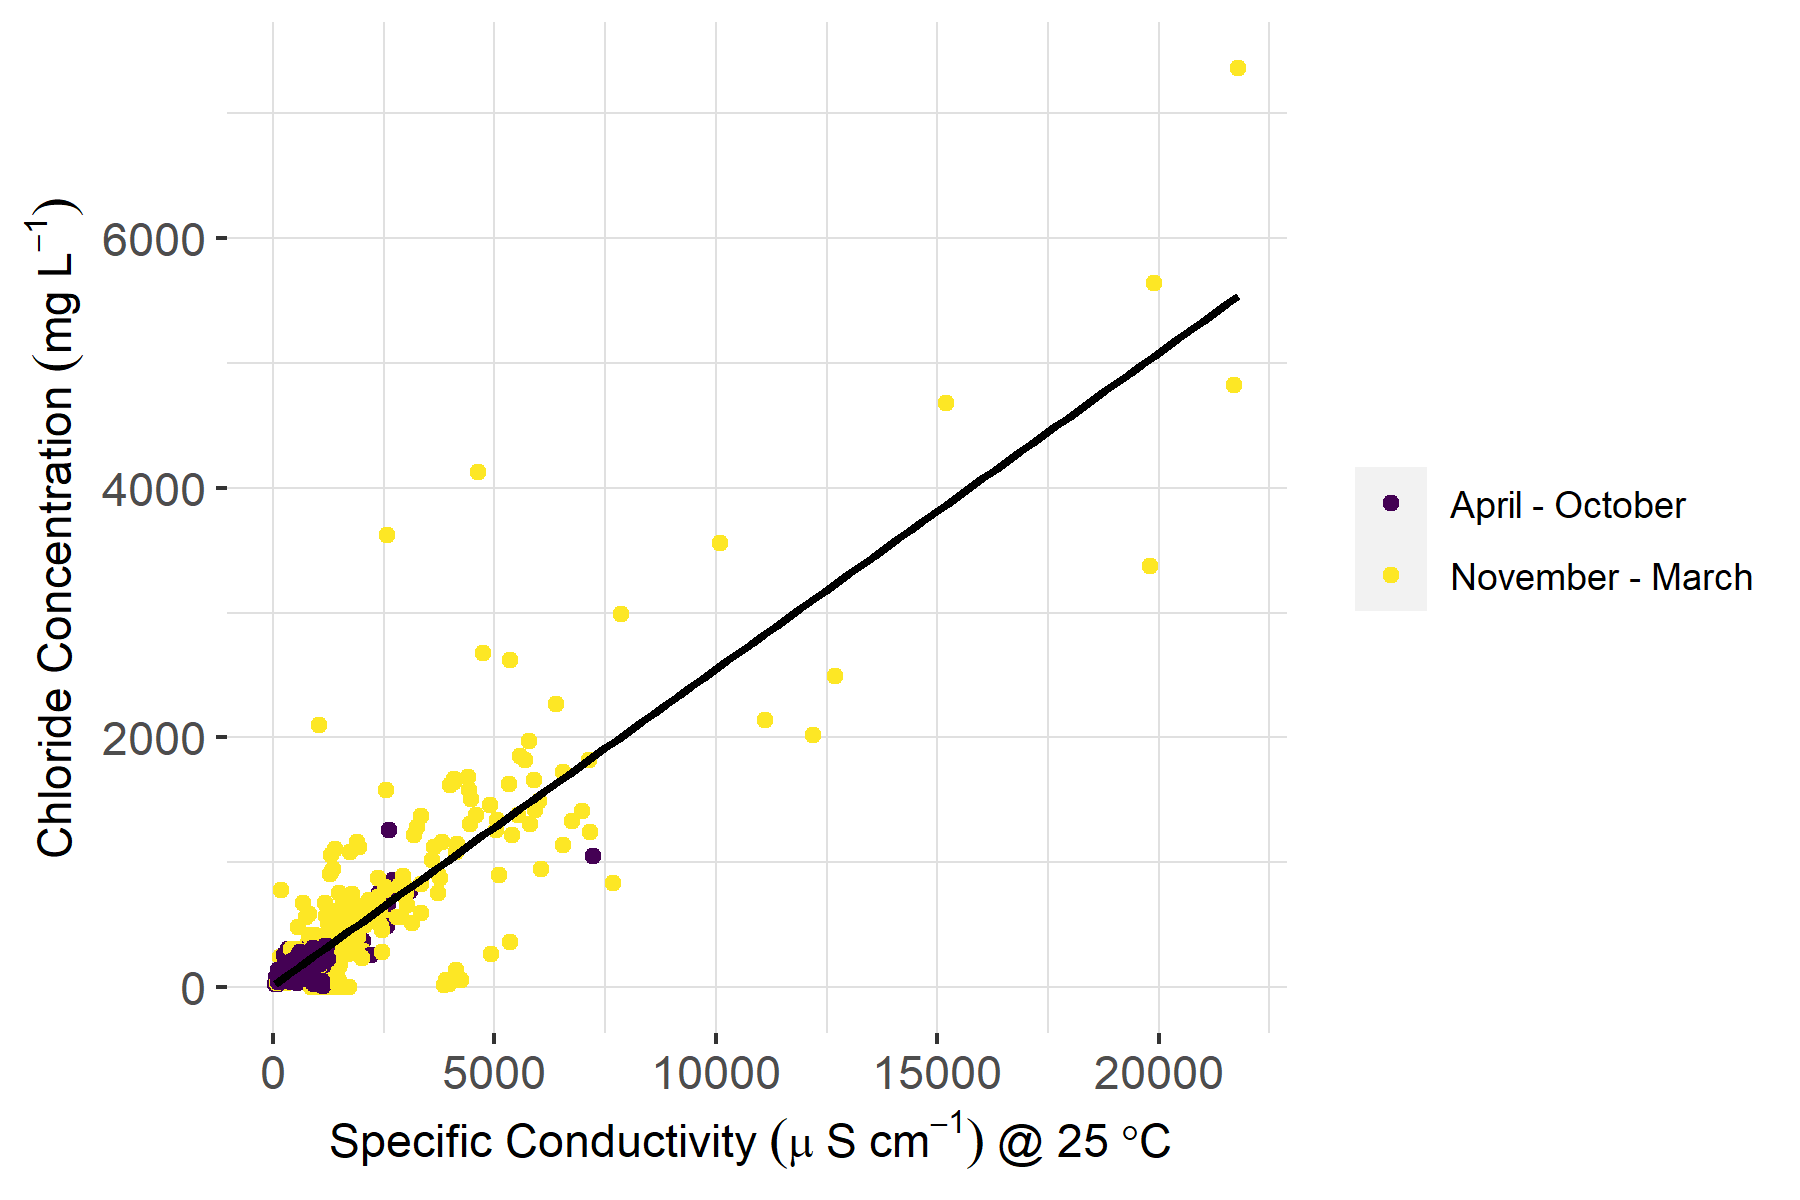 Chloride Concentration (mg L⁻¹)
6000
4000
2000
0
0 5000 10000 15000 20000
Specific Conductivity (μ S cm⁻¹) @ 25 °C
April - October
November - March